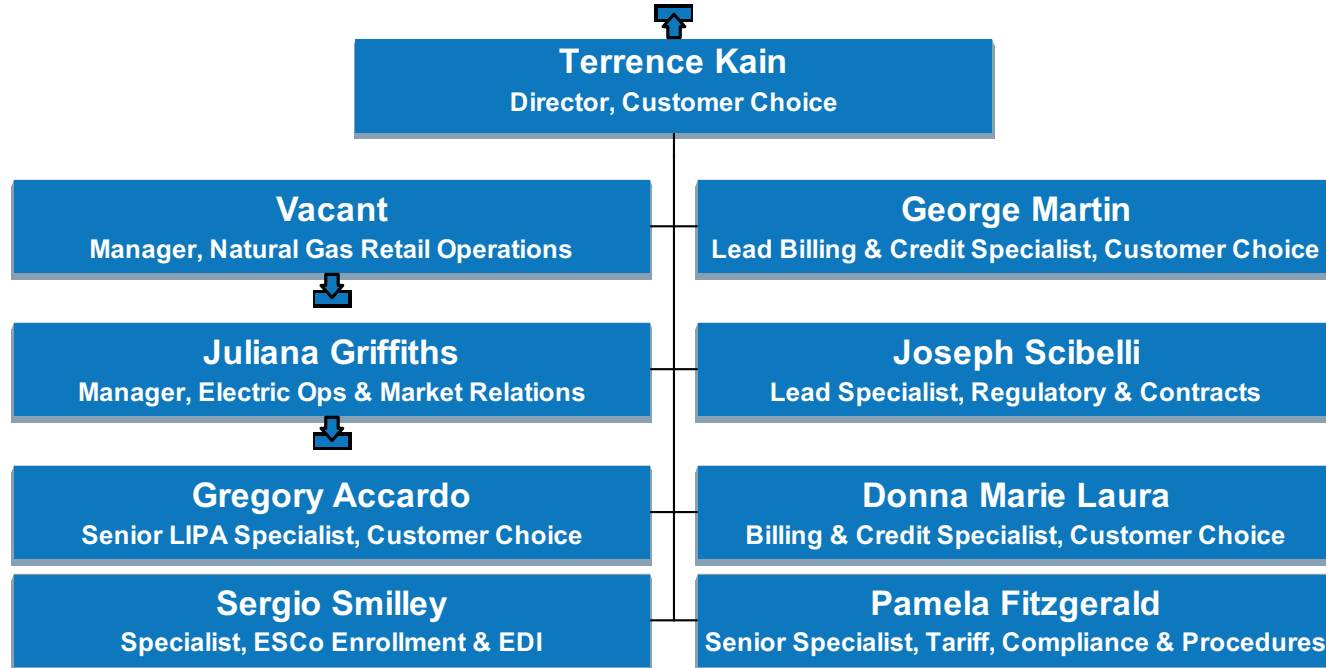 Terrence Kain
Director, Customer Choice
Vacant
Manager, Natural Gas Retail Operations
George Martin
Lead Billing & Credit Specialist, Customer Choice
Juliana Griffiths
Manager, Electric Ops & Market Relations
Joseph Scibelli
Lead Specialist, Regulatory & Contracts
Gregory Accardo
Senior LIPA Specialist, Customer Choice
Donna Marie Laura
Billing & Credit Specialist, Customer Choice
Sergio Smilley
Specialist, ESCo Enrollment & EDI
Pamela Fitzgerald
Senior Specialist, Tariff, Compliance & Procedures